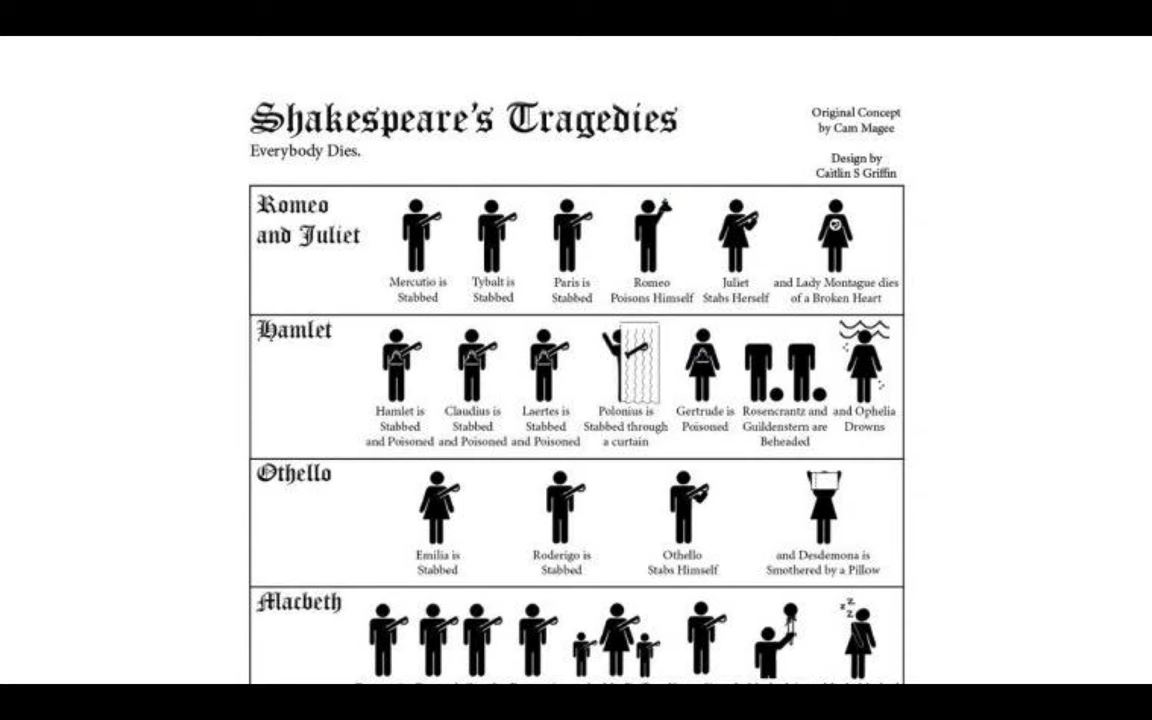 Shakespeare's Tragedies
Everybody Dies.
Original Concept
by Cam Magee
Design by
Caitlin S Griffin
Romeo
and Juliet
Mercutio is
Stabbed
Tybalt is
Stabbed
Paris is
Stabbed
Romeo
Poisons Himself
Juliet
Stabs Herself
and Lady Montague dies
of a Broken Heart
Hamlet
Hamlet is
Stabbed
and Poisoned
Claudius is
Stabbed
and Poisoned
Laertes is
Stabbed
and Poisoned
Polonius is
Stabbed through
a curtain
Gertrude is
Poisoned
Rosencrantz and
Guildenstern are
Beheaded
and Ophelia
Drowns
Othello
Emilia is
Stabbed
Roderigo is
Stabbed
Othello
Stabs Himself
and Desdemona is
Smothered by a Pillow
Macbeth
z
z
z